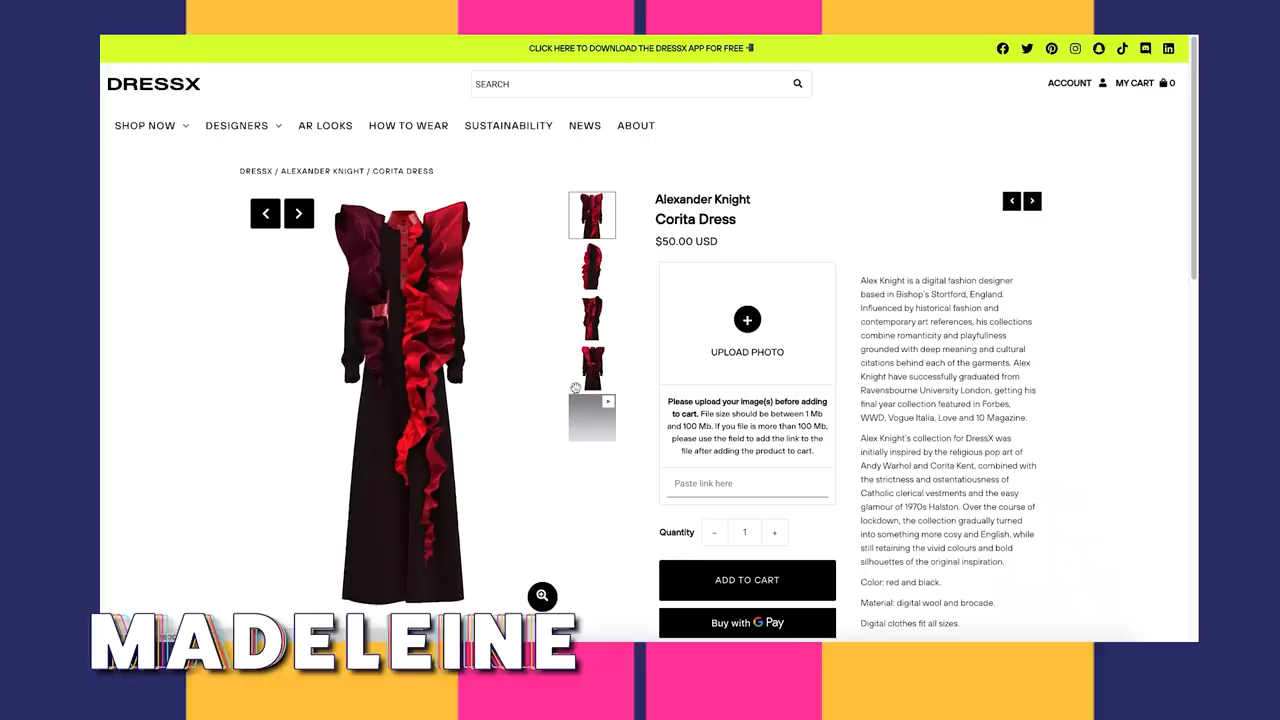 CLICK HERE TO DOWNLOAD THE DRESSX APP FOR FREE
DRESSX
SEARCH
ACCOUNT
MY CART 0
SHOP NOW
DESIGNERS
AR LOOKS
HOW TO WEAR
SUSTAINABILITY
NEWS
ABOUT
DRESSX / ALEXANDER KNIGHT / CORITA DRESS
Alexander Knight
Corita Dress
$50.00 USD
+
UPLOAD PHOTO
Please upload your image(s) before adding
to cart. File size should be between 1 Mb
and 100 Mb. If you file is more than 100 Mb,
please use the field to add the link to the
file after adding the product to cart.
Paste link here
Quantity
−
1
+
ADD TO CART
Buy with G Pay
Alex Knight is a digital fashion designer
based in Bishop's Stortford, England.
Influenced by historical fashion and
contemporary art references, his collections
combine romanticity and playfullness
grounded with deep meaning and cultural
citations behind each of the garments. Alex
Knight have successfully graduated from
Ravensbourne University London, getting his
final year collection featured in Forbes,
WWD, Vogue Italia, Love and 10 Magazine.
Alex Knight's collection for DressX was
initially inspired by the religious pop art of
Andy Warhol and Corita Kent, combined with
the strictness and ostentatiousness of
Catholic clerical vestments and the easy
glamour of 1970s Halston. Over the course of
lockdown, the collection gradually turned
into something more cosy and English, while
still retaining the vivid colours and bold
silhouettes of the original inspiration.
Color: red and black.
Material: digital wool and brocade.
Digital clothes fit all sizes.
MADELEINE